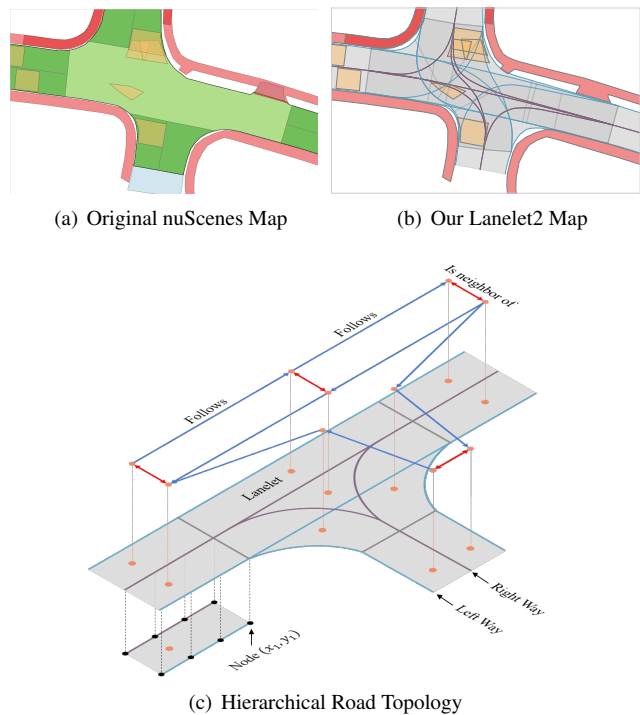 (a) Original nuScenes Map
(b) Our Lanelet2 Map
Is neighbor of
Follows
Follows
Lanelet
Right Way
Left Way
Node (x₁,y₁)
(c) Hierarchical Road Topology